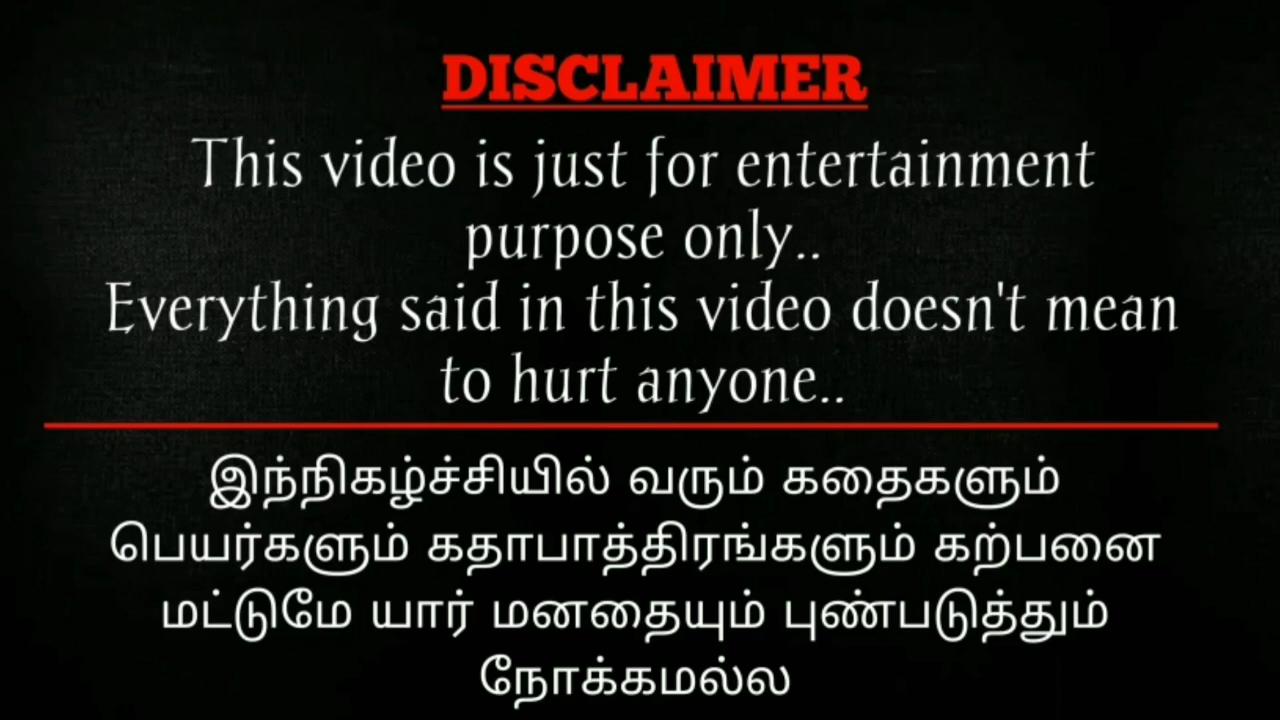 DISCLAIMER
This video is just for entertainment
purpose only..
Everything said in this video doesn't mean
to hurt anyone..
இந்நிகழ்ச்சியில் வரும் கதைகளும்
பெயர்களும் கதாபாத்திரங்களும் கற்பனை
மட்டுமே யார் மனதையும் புண்படுத்தும்
நோக்கமல்ல